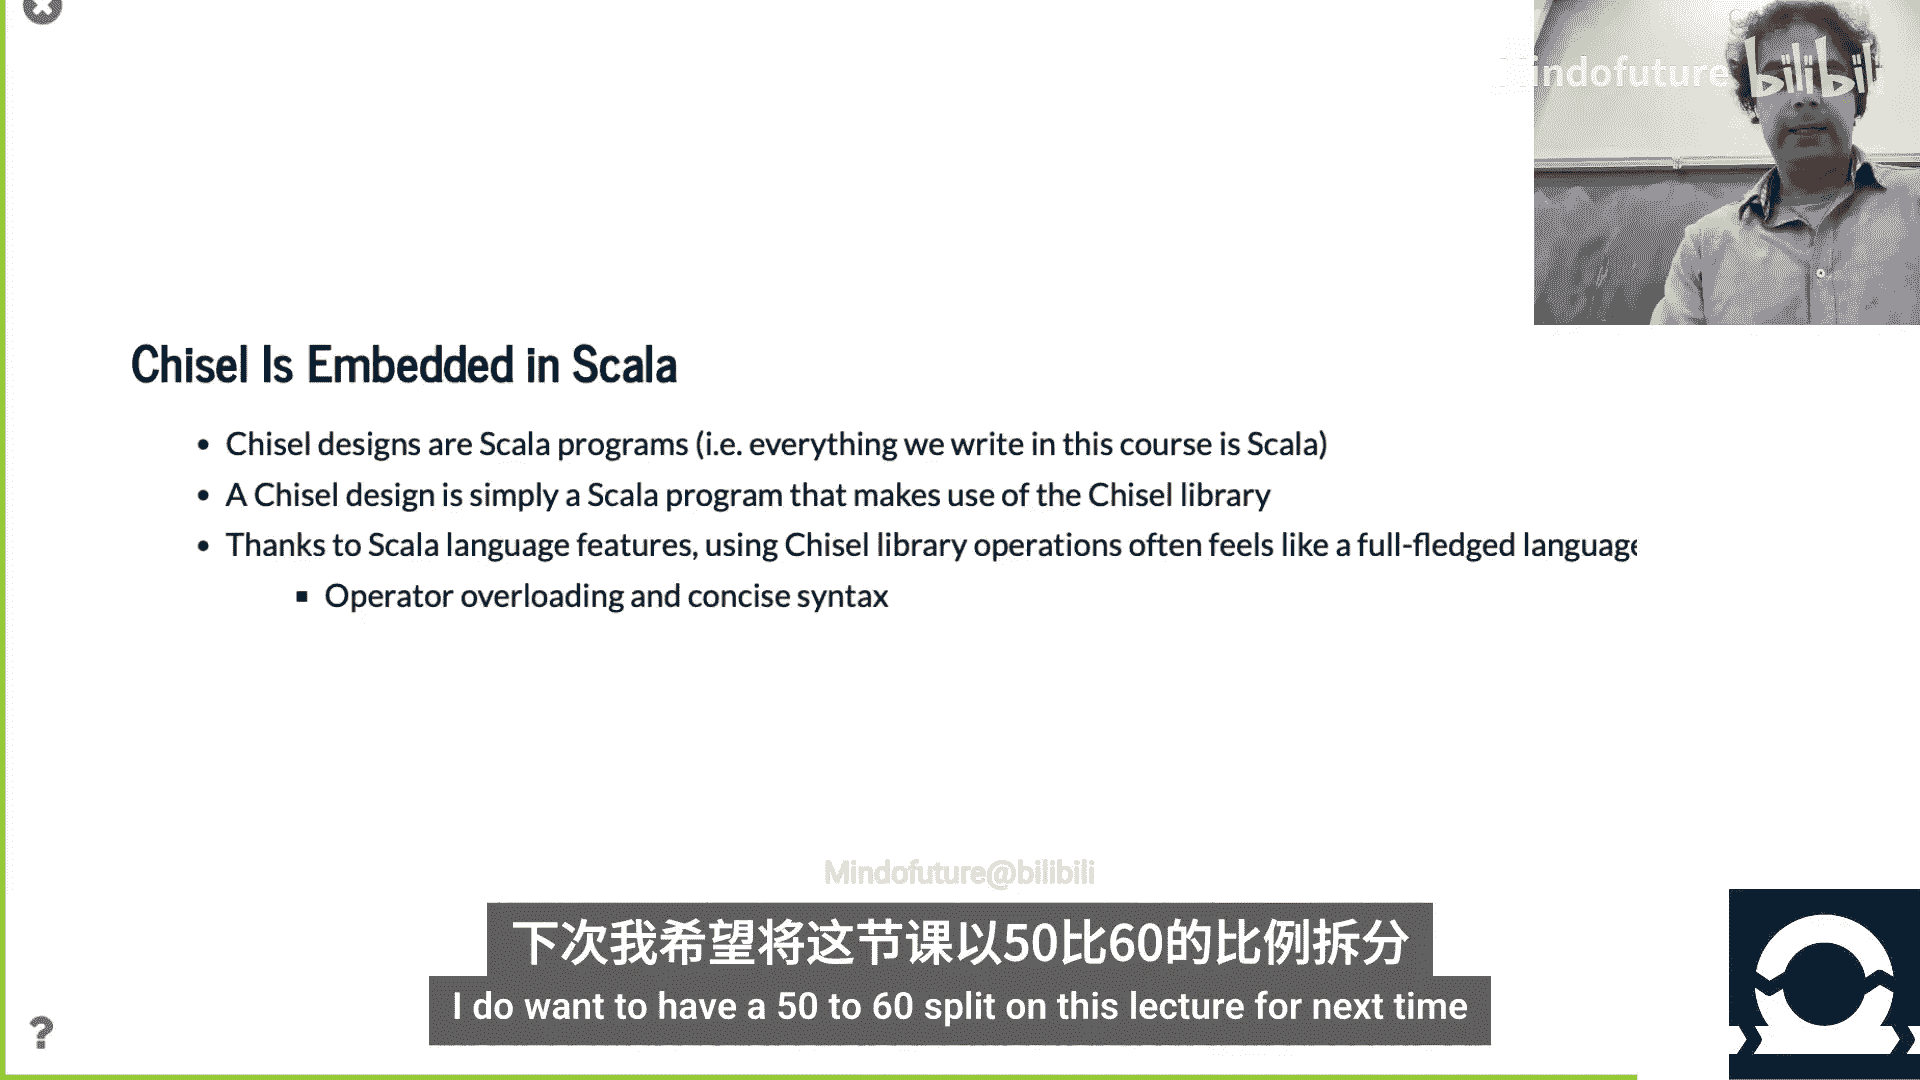 indofuture bilibili
Chisel Is Embedded in Scala
Chisel designs are Scala programs (i.e. everything we write in this course is Scala)
A Chisel design is simply a Scala program that makes use of the Chisel library
Thanks to Scala language features, using Chisel library operations often feels like a full-fledged language
Operator overloading and concise syntax
Mindofuture@bilibili
下次我希望将这节课以50比60的比例拆分
I do want to have a 50 to 60 split on this lecture for next time
?